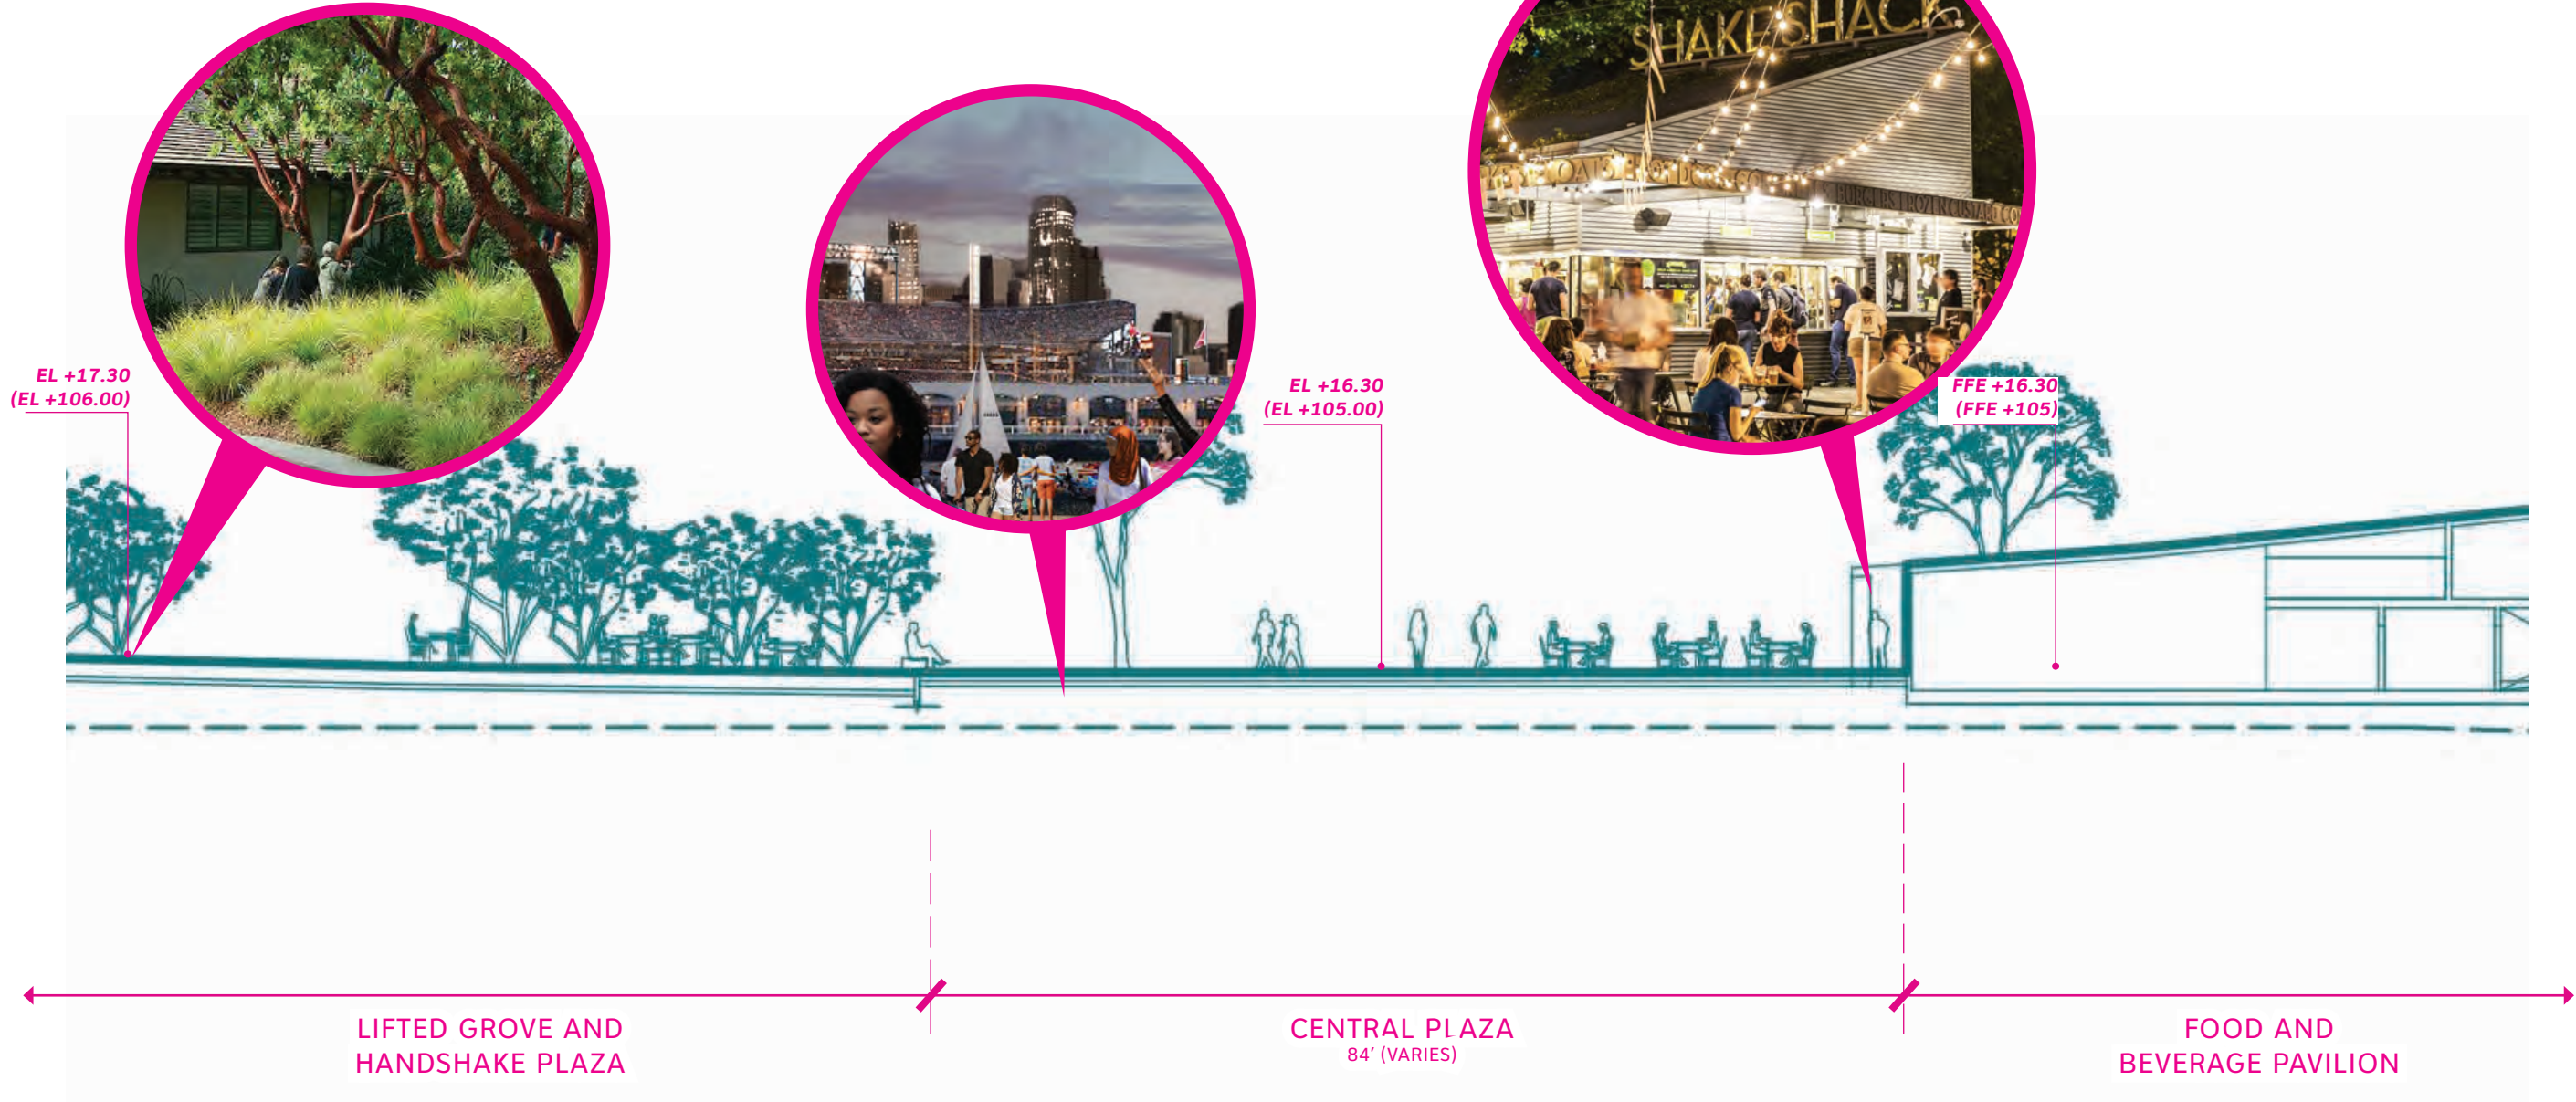 SHAKE SHACK
EL +17.30
(EL +106.00)
EL +16.30
(EL +105.00)
FFE +16.30
(FFE +105)
LIFTED GROVE AND
HANDSHAKE PLAZA
CENTRAL PLAZA
84' (VARIES)
FOOD AND
BEVERAGE PAVILION